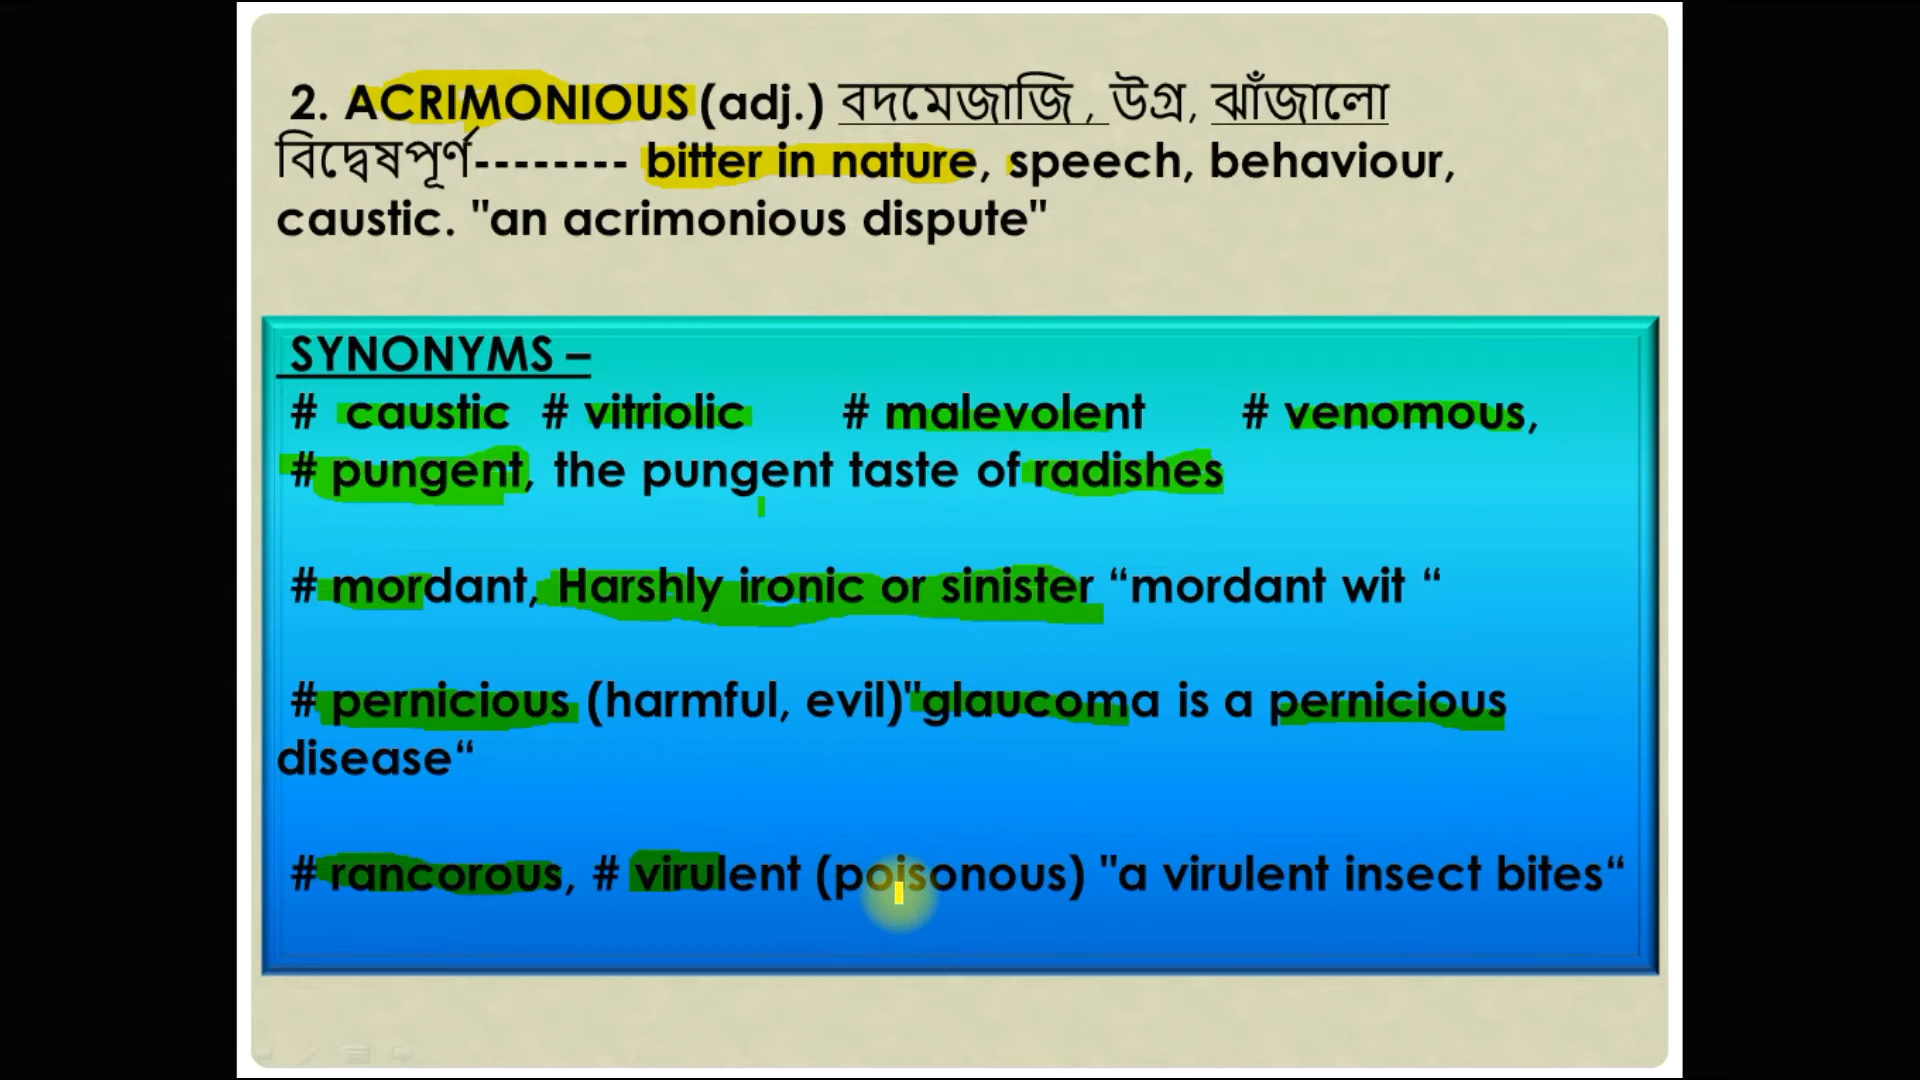 2. ACRIMONIOUS (adj.) বদমেজাজি , উগ্র, ঝাঁজালো
বিদ্বেষপূর্ণ-------- bitter in nature, speech, behaviour,
caustic. "an acrimonious dispute"
SYNONYMS –
# caustic # vitriolic # malevolent # venomous,
# pungent, the pungent taste of radishes
# mordant, Harshly ironic or sinister “mordant wit “
# pernicious (harmful, evil)"glaucoma is a pernicious
disease“
# rancorous, # virulent (poisonous) "a virulent insect bites“